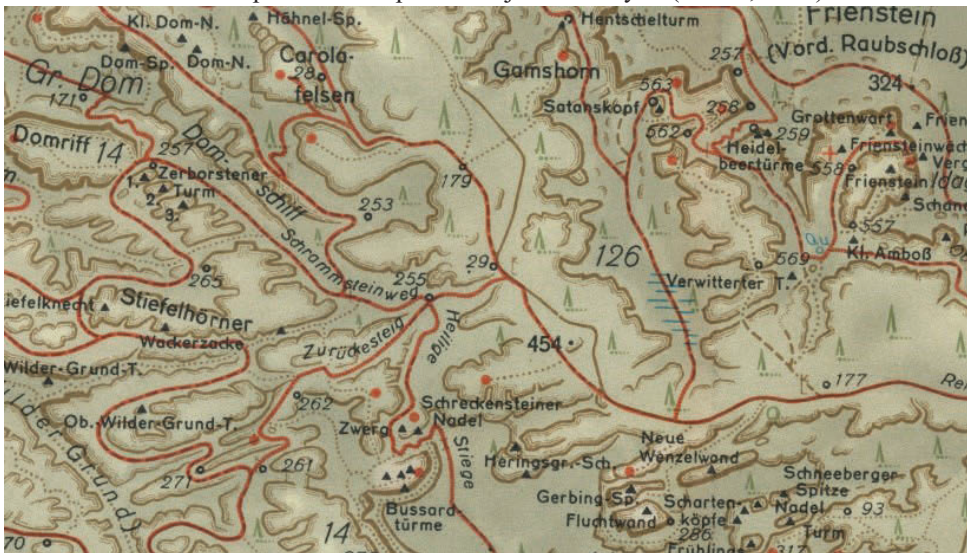 Kl. Dom-N.
Hähnel-Sp.
Dom-Sp.
Dom-N.
Gr. Dom
171
Carola-
28
felsen
Hentschelturm
Gamshorn
Frienstein
(Vord. Raubschloß)
257
324
563
Satanskopf
562
258
259
Heidel-
beertürme
Grottenwart
558
Frienstein
557
Kl. Amboß
569
Verwitterter T.
Domriff
14
251
Zerborstener
Turm
1.
2.
3.
Dom-
Schiff
179
253
Schrammsteinweg
255
29
126
265
Stiefelhörner
Wackerzacke
Zurückesteig
Heilige
Stiege
454
177
Wilder-Grund-T.
Ob.-Wilder-Grund-T.
262
261
271
Zwerg
Schreckensteiner
Nadel
Bussard-
türme
14
Heringsgr.-Sch.
Neue
Wenzelwand
Gerbing-Sp.
Fluchtwand
286
Scharten-
köpfe
Schneeberger-
Spitze
Nadel
93
Turm
70
317